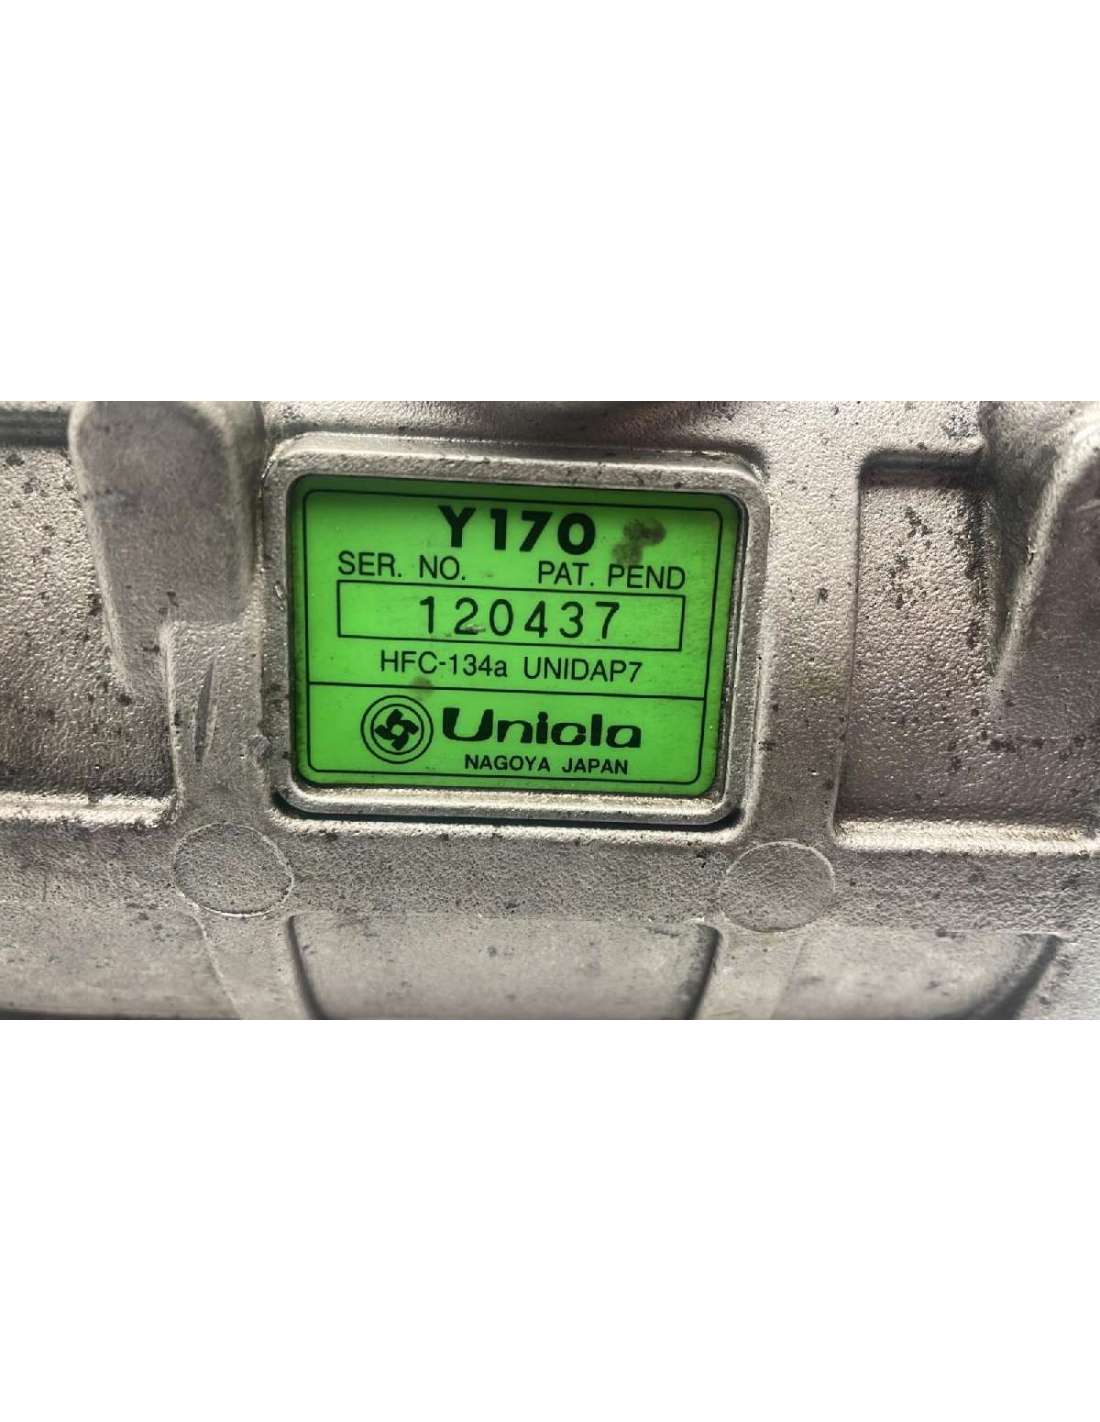 Y170
SER. NO. PAT. PEND
120437
HFC-134a UNIDAP7
Unicla
NAGOYA JAPAN